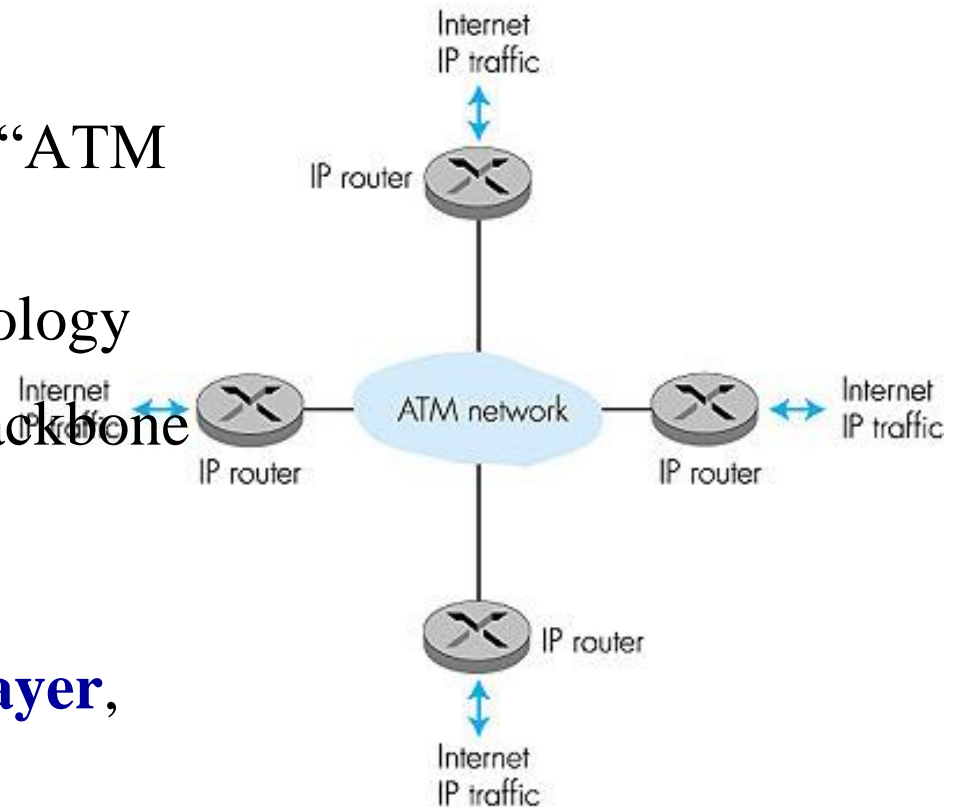 Internet
IP traffic
“ATM
IP router
ology
Internet
IP traffic
ackbone
ATM network
Internet
IP traffic
IP router
IP router
IP router
ayer,
Internet
IP traffic